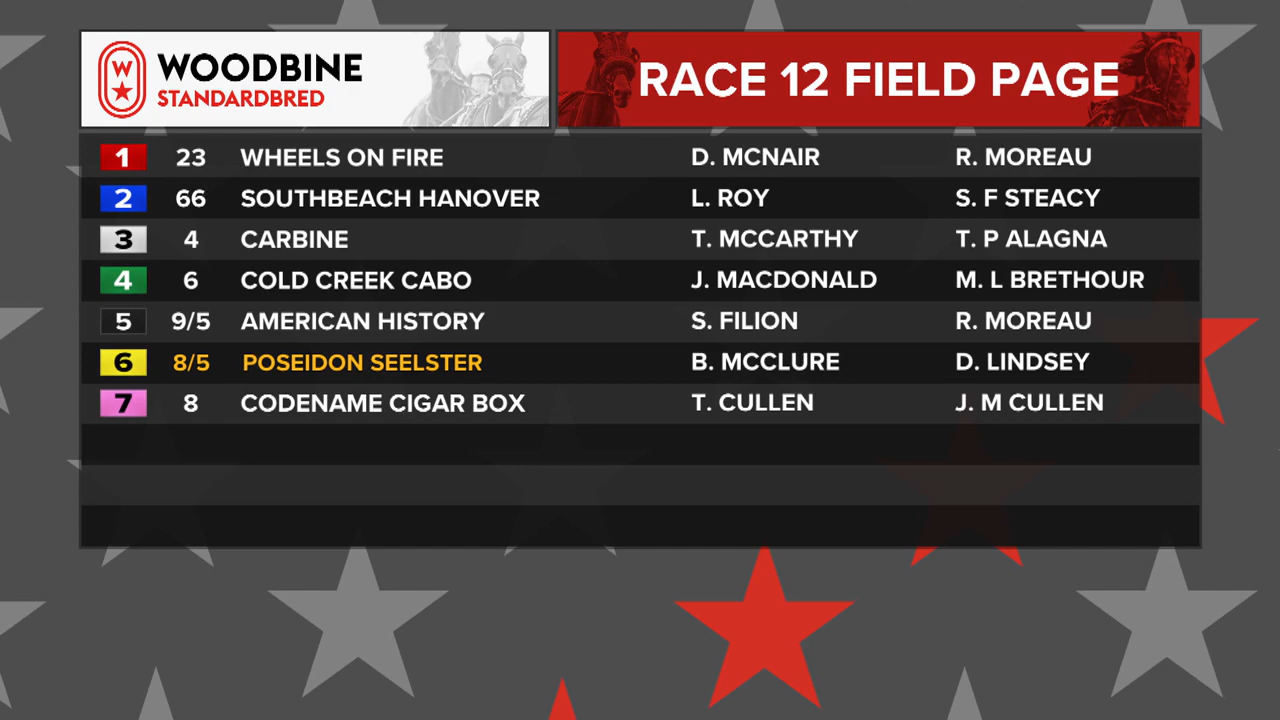 W
WOODBINE
STANDARDBRED
RACE 12 FIELD PAGE
1 23 WHEELS ON FIRE D. MCNAIR R. MOREAU
2 66 SOUTHBEACH HANOVER L. ROY S. F STEACY
3 4 CARBINE T. MCCARTHY T. P ALAGNA
4 6 COLD CREEK CABO J. MACDONALD M. L BRETHOUR
5 9/5 AMERICAN HISTORY S. FILION R. MOREAU
6 8/5 POSEIDON SEELSTER B. MCCLURE D. LINDSEY
7 8 CODENAME CIGAR BOX T. CULLEN J. M CULLEN